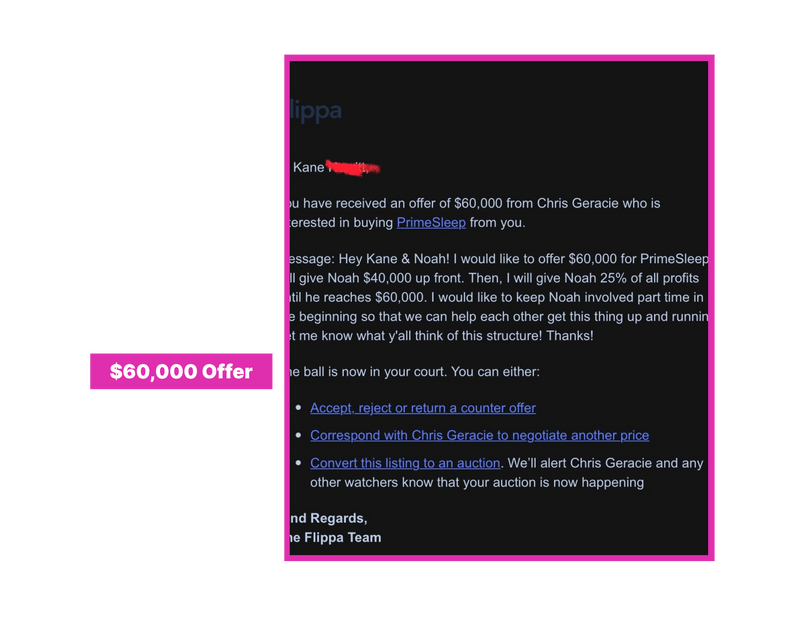 lippa
Kane
u have received an offer of $60,000 from Chris Geracie who is
terested in buying PrimeSleep from you.
essage: Hey Kane & Noah! I would like to offer $60,000 for PrimeSleep
ll give Noah $40,000 up front. Then, I will give Noah 25% of all profits
til he reaches $60,000. I would like to keep Noah involved part time in
e beginning so that we can help each other get this thing up and runnin
t me know what y'all think of this structure! Thanks!
$60,000 Offer
e ball is now in your court. You can either:
• Accept, reject or return a counter offer
• Correspond with Chris Geracie to negotiate another price
• Convert this listing to an auction. We’ll alert Chris Geracie and any
other watchers know that your auction is now happening
nd Regards,
e Flippa Team